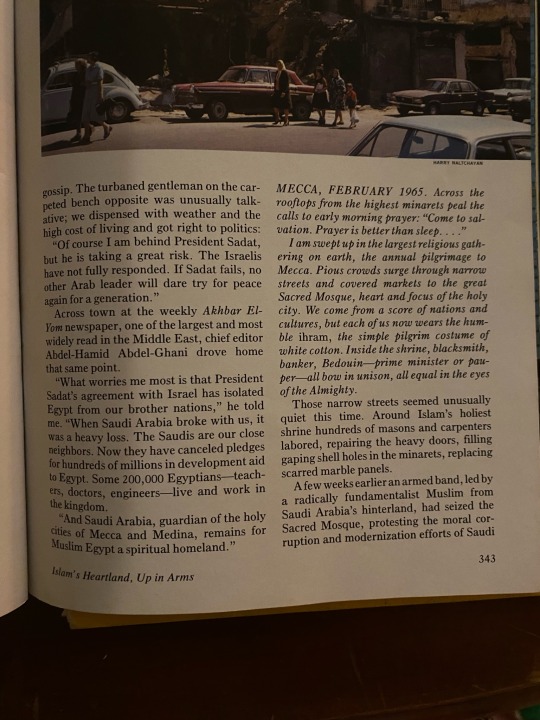 HARRY NALTCHAYAN
gossip. The turbaned gentleman on the car-
peted bench opposite was unusually talk-
ative; we dispensed with weather and the
high cost of living and got right to politics:
"Of course I am behind President Sadat,
but he is taking a great risk. The Israelis
have not fully responded. If Sadat fails, no
other Arab leader will dare try for peace
again for a generation."
Across town at the weekly Akhbar El-
Yom newspaper, one of the largest and most
widely read in the Middle East, chief editor
Abdel-Hamid Abdel-Ghani drove home
that same point.
"What worries me most is that President
Sadat's agreement with Israel has isolated
Egypt from our brother nations," he told
me. "When Saudi Arabia broke with us, it
was a heavy loss. The Saudis are our close
neighbors. Now they have canceled pledges
for hundreds of millions in development aid
to Egypt. Some 200,000 Egyptians—teach-
ers, doctors, engineers—live and work in
the kingdom.
"And Saudi Arabia, guardian of the holy
cities of Mecca and Medina, remains for
Muslim Egypt a spiritual homeland."
MECCA, FEBRUARY 1965. Across the
rooftops from the highest minarets peal the
calls to early morning prayer: "Come to sal-
vation. Prayer is better than sleep. . . ."
I am swept up in the largest religious gath-
ering on earth, the annual pilgrimage to
Mecca. Pious crowds surge through narrow
streets and covered markets to the great
Sacred Mosque, heart and focus of the holy
city. We come from a score of nations and
cultures, but each of us now wears the hum-
ble ihram, the simple pilgrim costume of
white cotton. Inside the shrine, blacksmith,
banker, Bedouin—prime minister or pau-
per—all bow in unison, all equal in the eyes
of the Almighty.
Those narrow streets seemed unusually
quiet this time. Around Islam's holiest
shrine hundreds of masons and carpenters
labored, repairing the heavy doors, filling
gaping shell holes in the minarets, replacing
scarred marble panels.
A few weeks earlier an armed band, led by
a radically fundamentalist Muslim from
Saudi Arabia's hinterland, had seized the
Sacred Mosque, protesting the moral cor-
ruption and modernization efforts of Saudi
Islam's Heartland, Up in Arms
343